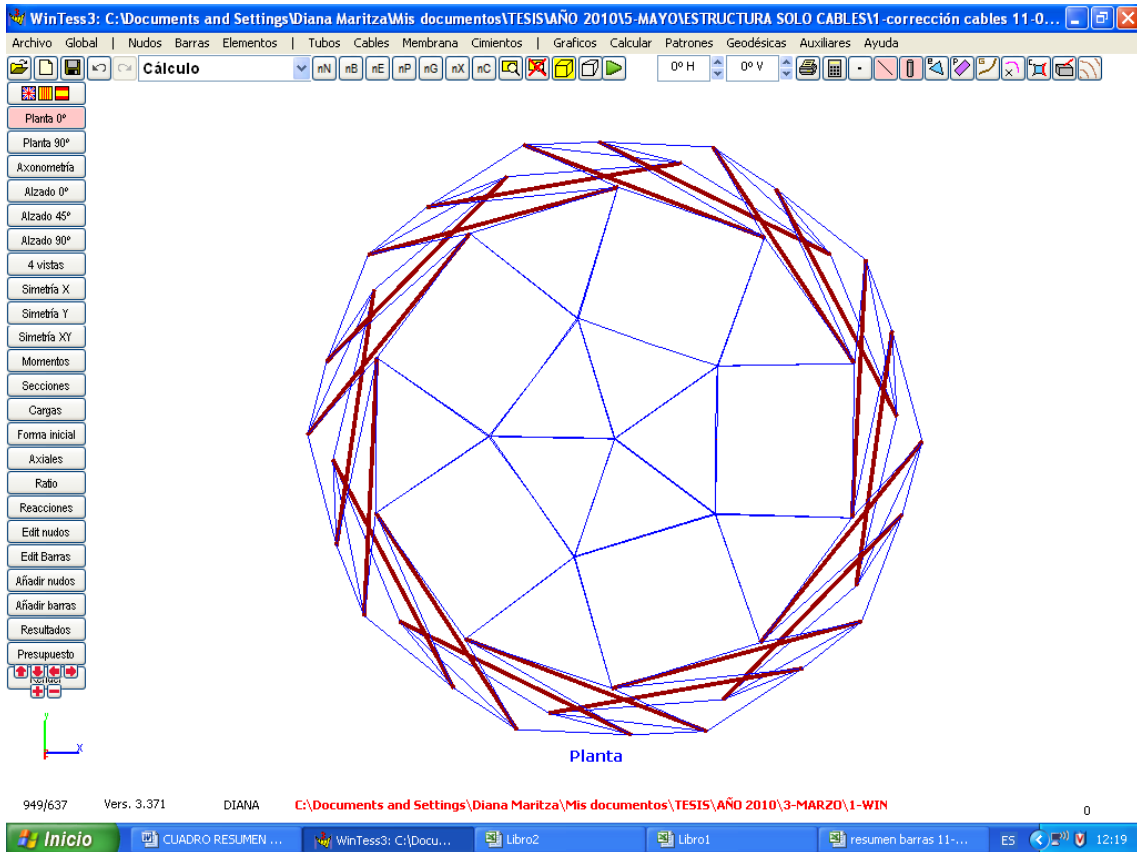 WinTess3: C:\Documents and Settings\Diana Maritza\Mis documentos\TESIS\AÑO 2010\5-MAYO\ESTRUCTURA SOLO CABLES\1-corrección cables 11-0...
Archivo Global | Nudos Barras Elementos | Tubos Cables Membrana Cimientos | Graficos Calcular Patrones Geodésicas Auxiliares Ayuda
Cálculo nN nB nE nP nG nX nC 0º H 0º V
Planta 0º
Planta 90º
Axonometría
Alzado 0º
Alzado 45º
Alzado 90º
4 vistas
Simetría X
Simetría Y
Simetría XY
Momentos
Secciones
Cargas
Forma inicial
Axiales
Ratio
Reacciones
Edit nudos
Edit Barras
Añadir nudos
Añadir barras
Resultados
Presupuesto
y
x
Planta
949/637 Vers. 3.371 DIANA C:\Documents and Settings\Diana Maritza\Mis documentos\TESIS\AÑO 2010\3-MARZO\1-WIN 0
Inicio CUADRO RESUMEN ... WinTess3: C:\Docu... Libro2 Libro1 resumen barras 11-... ES 12:19